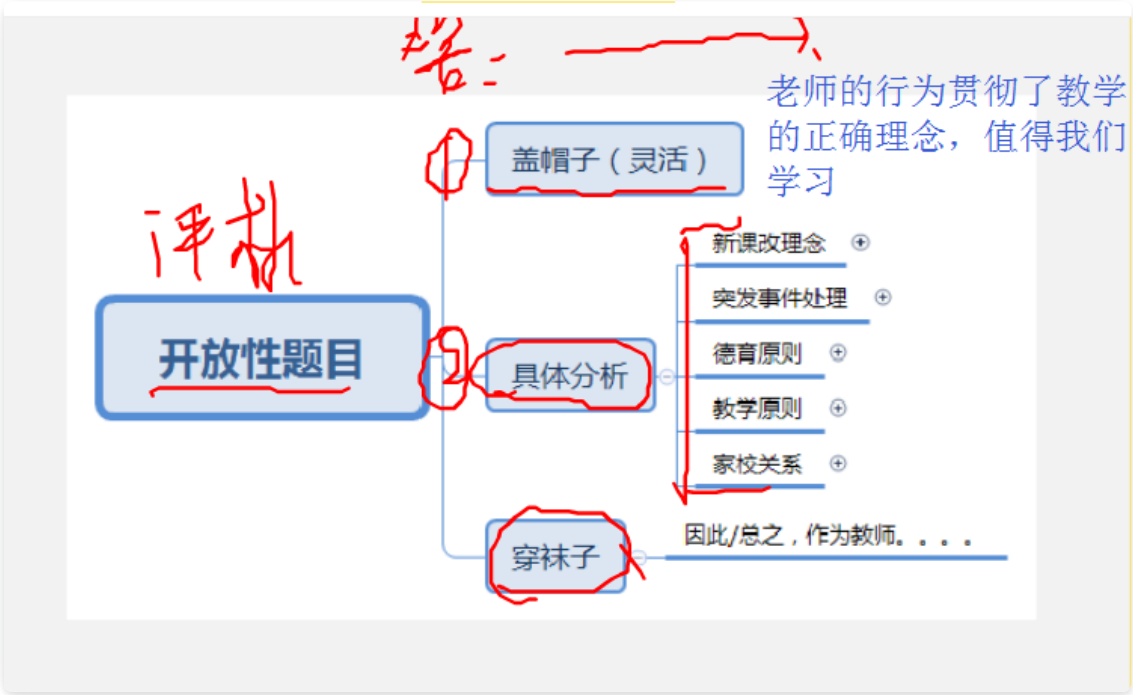 答：
老师的行为贯彻了教学
的正确理念，值得我们
学习
1
盖帽子（灵活）
新课改理念
突发事件处理
评析
开放性题目
2
具体分析
德育原则
教学原则
家校关系
穿袜子
因此/总之，作为教师。。。。